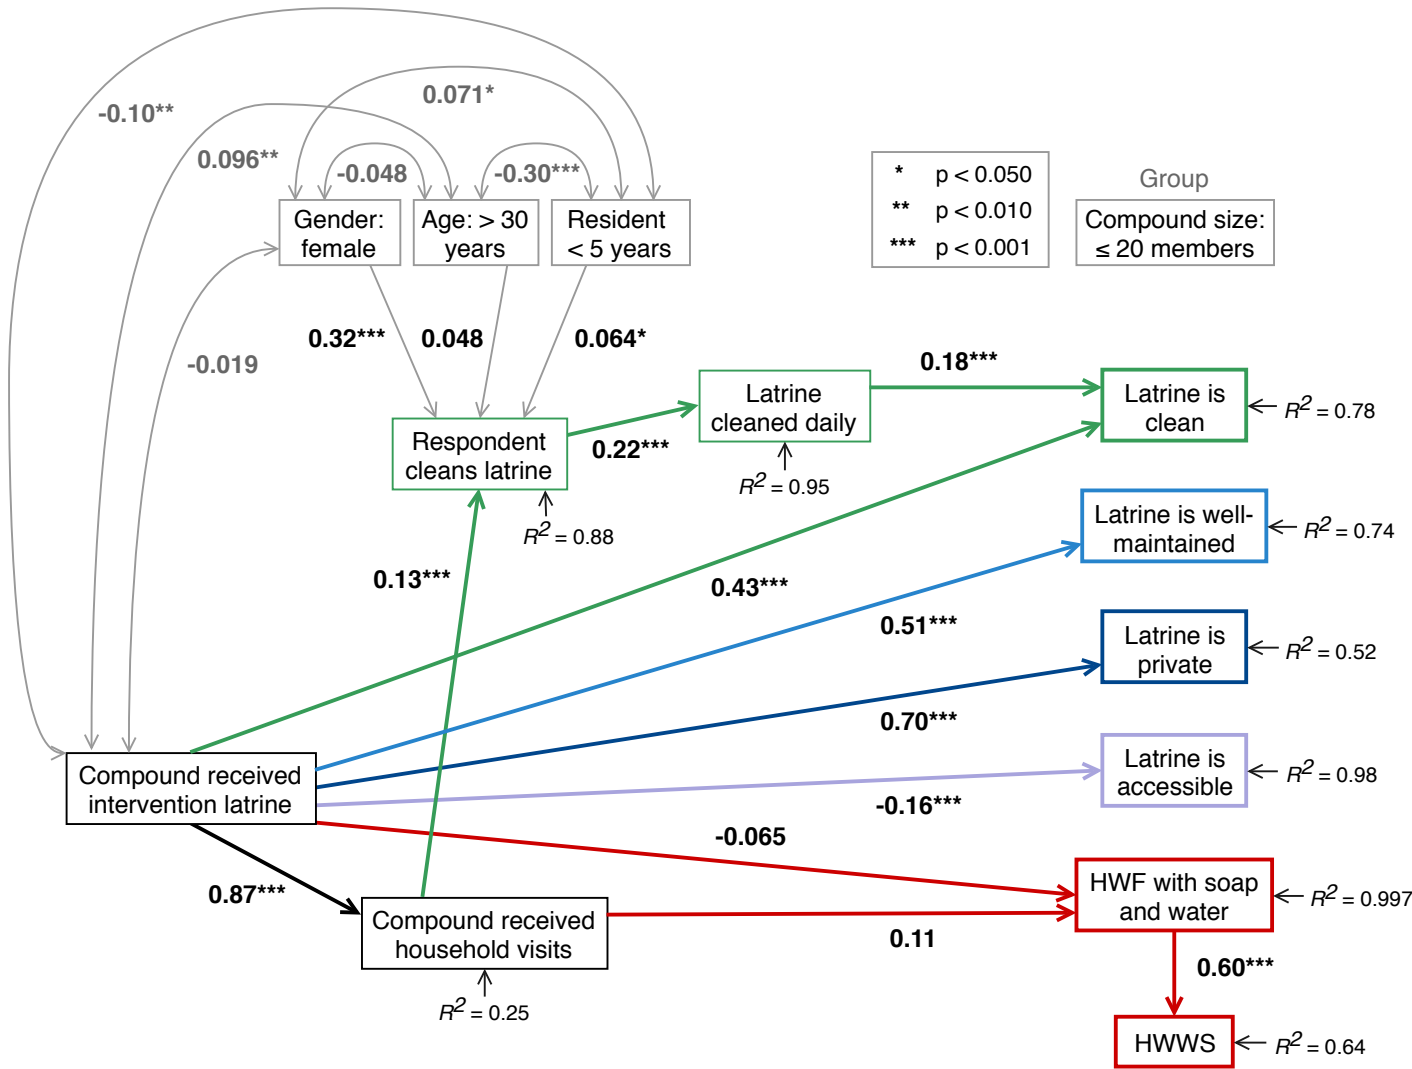 -0.10**
0.071*
0.096**
-0.048
-0.30***
* p < 0.050
** p < 0.010
*** p < 0.001
Group
Compound size:
≤ 20 members
Gender:
female
Age: > 30
years
Resident
< 5 years
-0.019
0.32***
0.048
0.064*
Respondent
cleans latrine
R² = 0.88
0.22***
Latrine
cleaned daily
R² = 0.95
0.18***
Latrine is
clean
R² = 0.78
0.13***
0.43***
Latrine is well-
maintained
R² = 0.74
0.51***
Latrine is
private
R² = 0.52
0.70***
Latrine is
accessible
R² = 0.98
-0.16***
Compound received
intervention latrine
-0.065
0.87***
Compound received
household visits
R² = 0.25
0.11
HWF with soap
and water
R² = 0.997
0.60***
HWWS
R² = 0.64